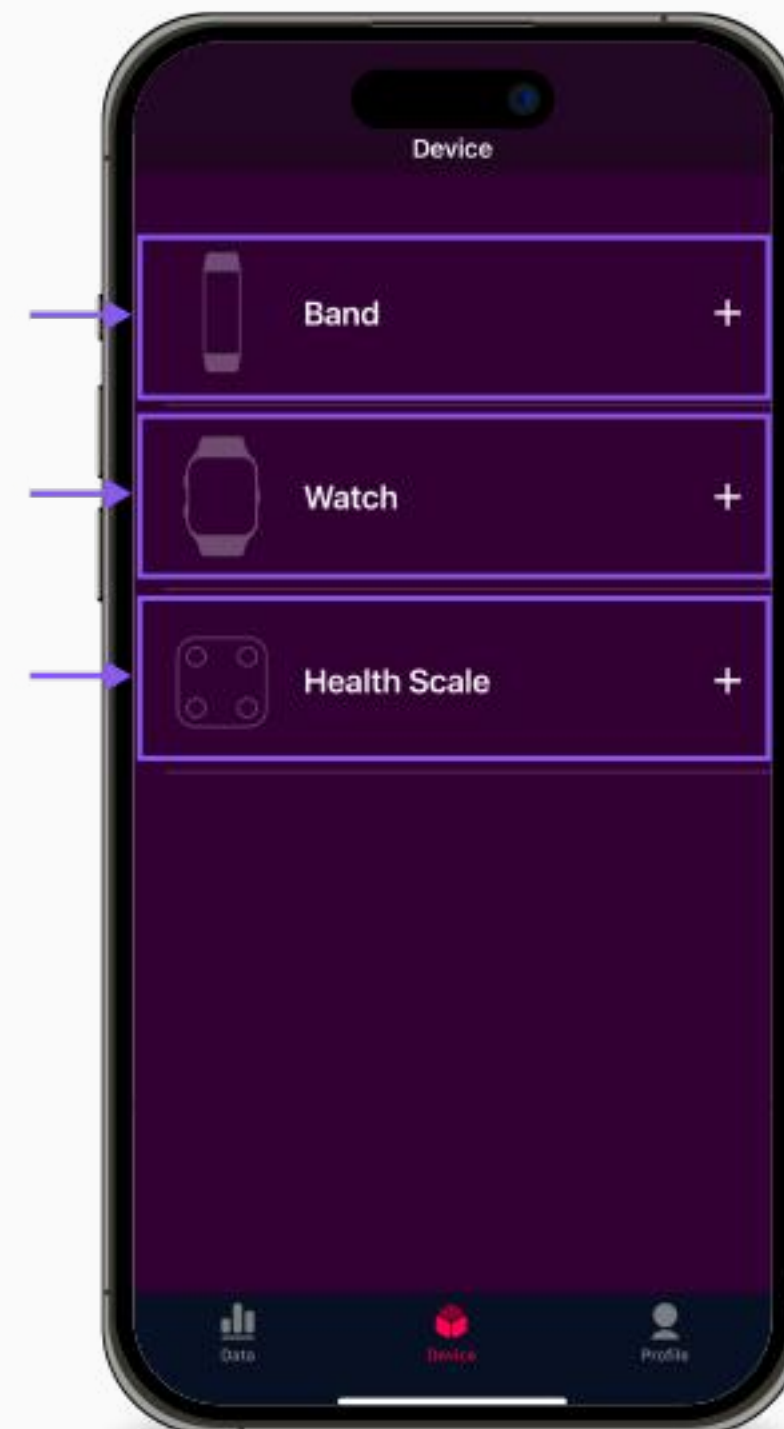 Device
Band
+
Watch
+
Health Scale
+
Data
Device
Profile